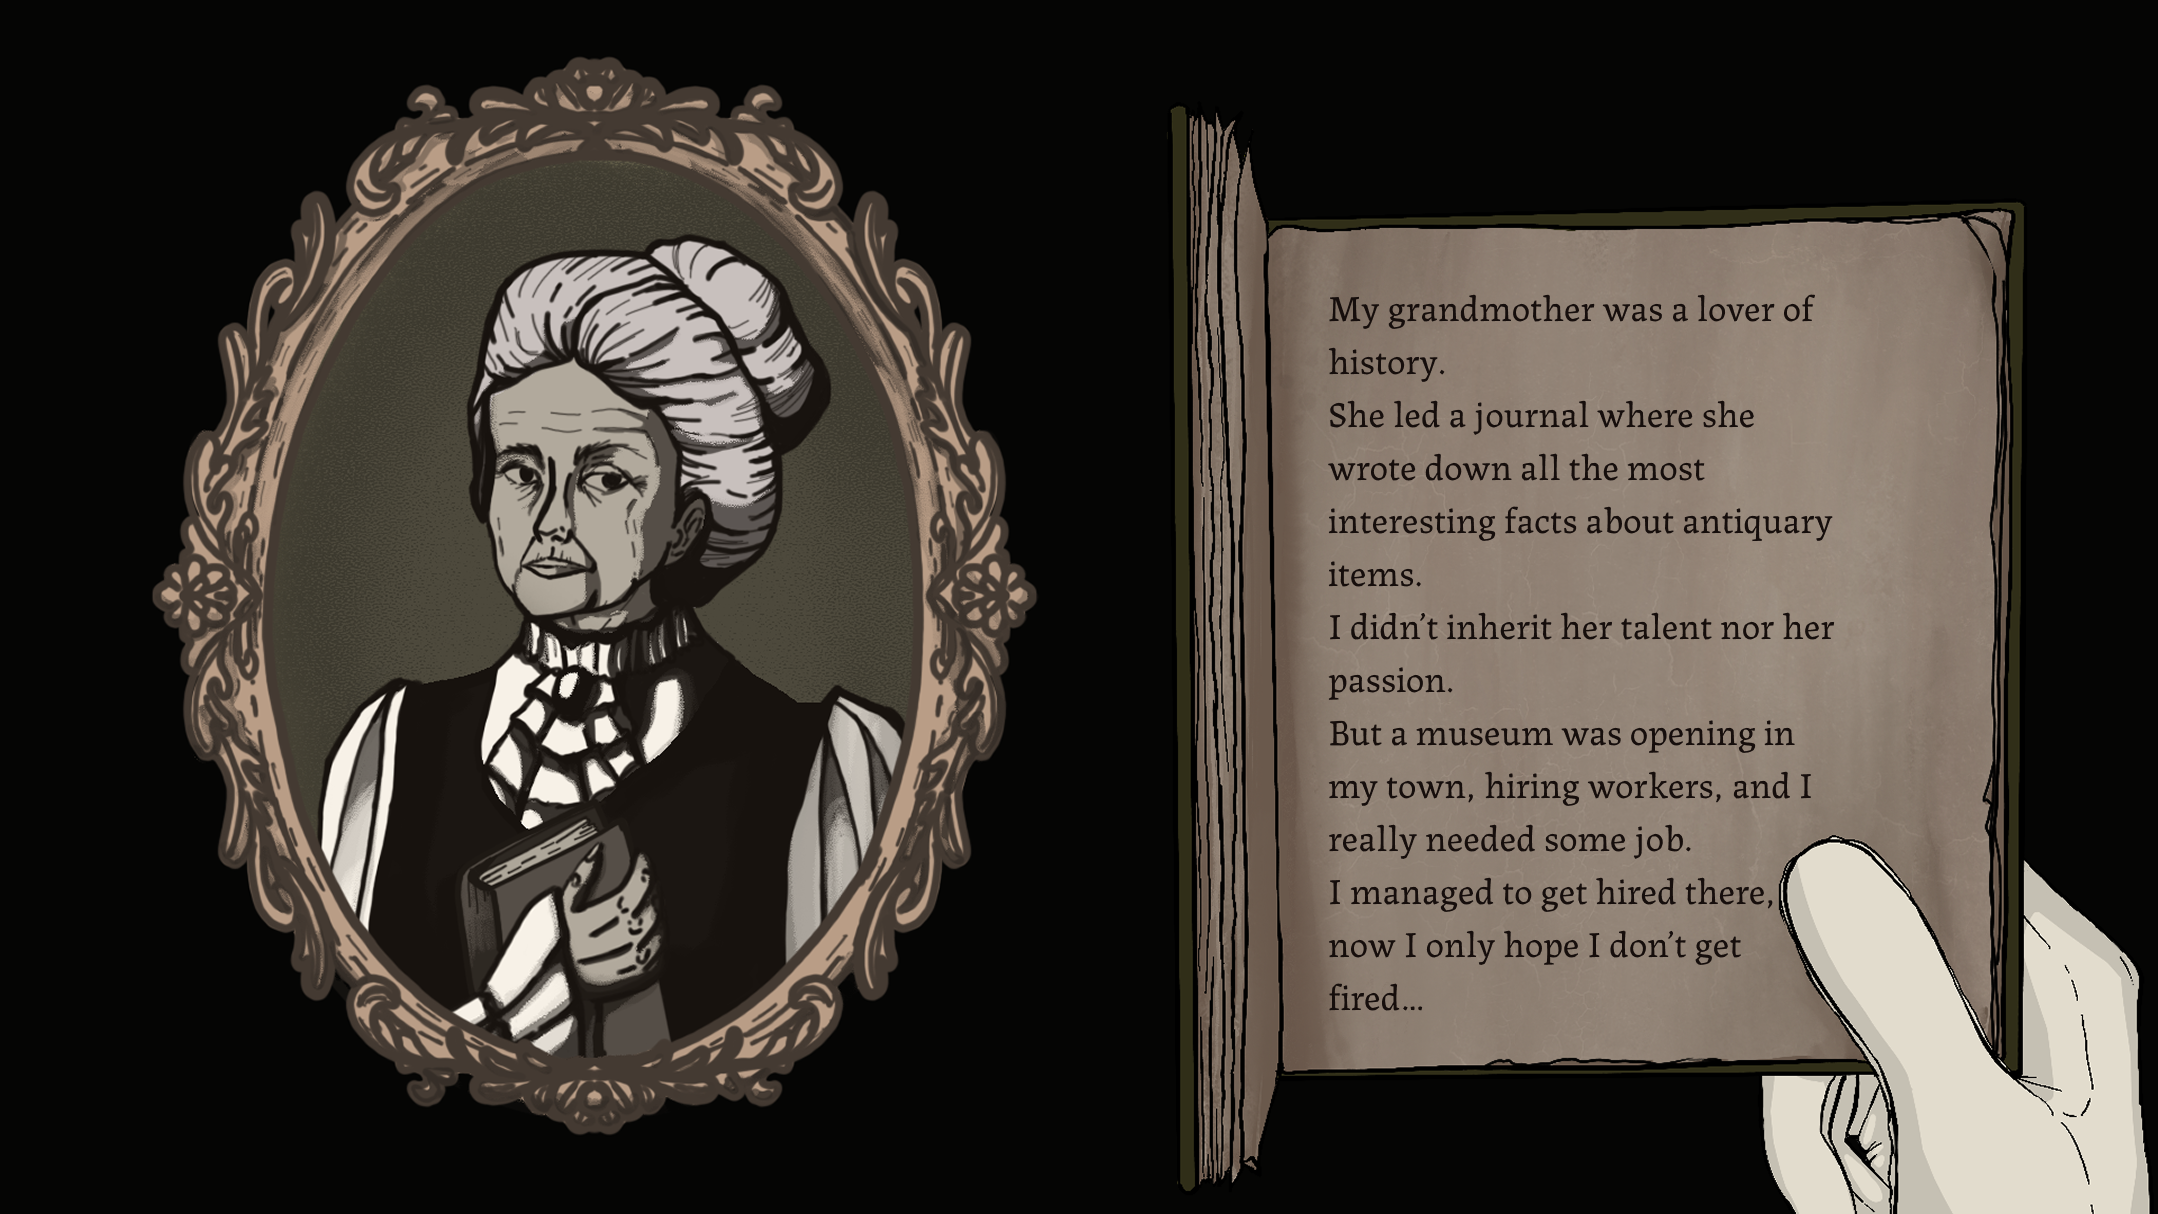 My grandmother was a lover of
history.
She led a journal where she
wrote down all the most
interesting facts about antiquary
items.
I didn’t inherit her talent nor her
passion.
But a museum was opening in
my town, hiring workers, and I
really needed some job.
I managed to get hired there,
now I only hope I don’t get
fired...